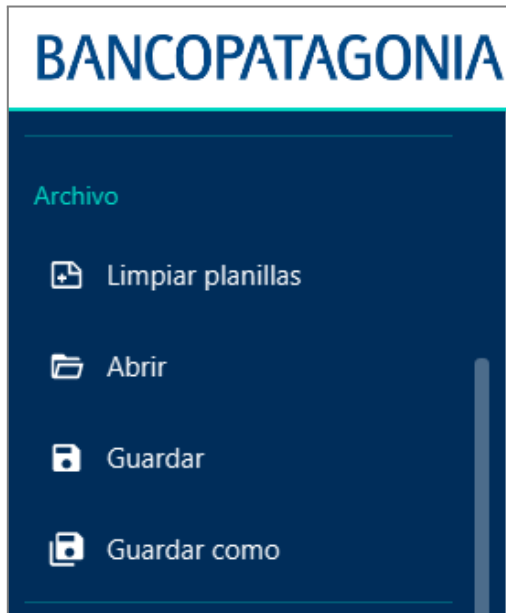 BANCOPATAGONIA
Archivo
Limpiar planillas
Abrir
Guardar
Guardar como